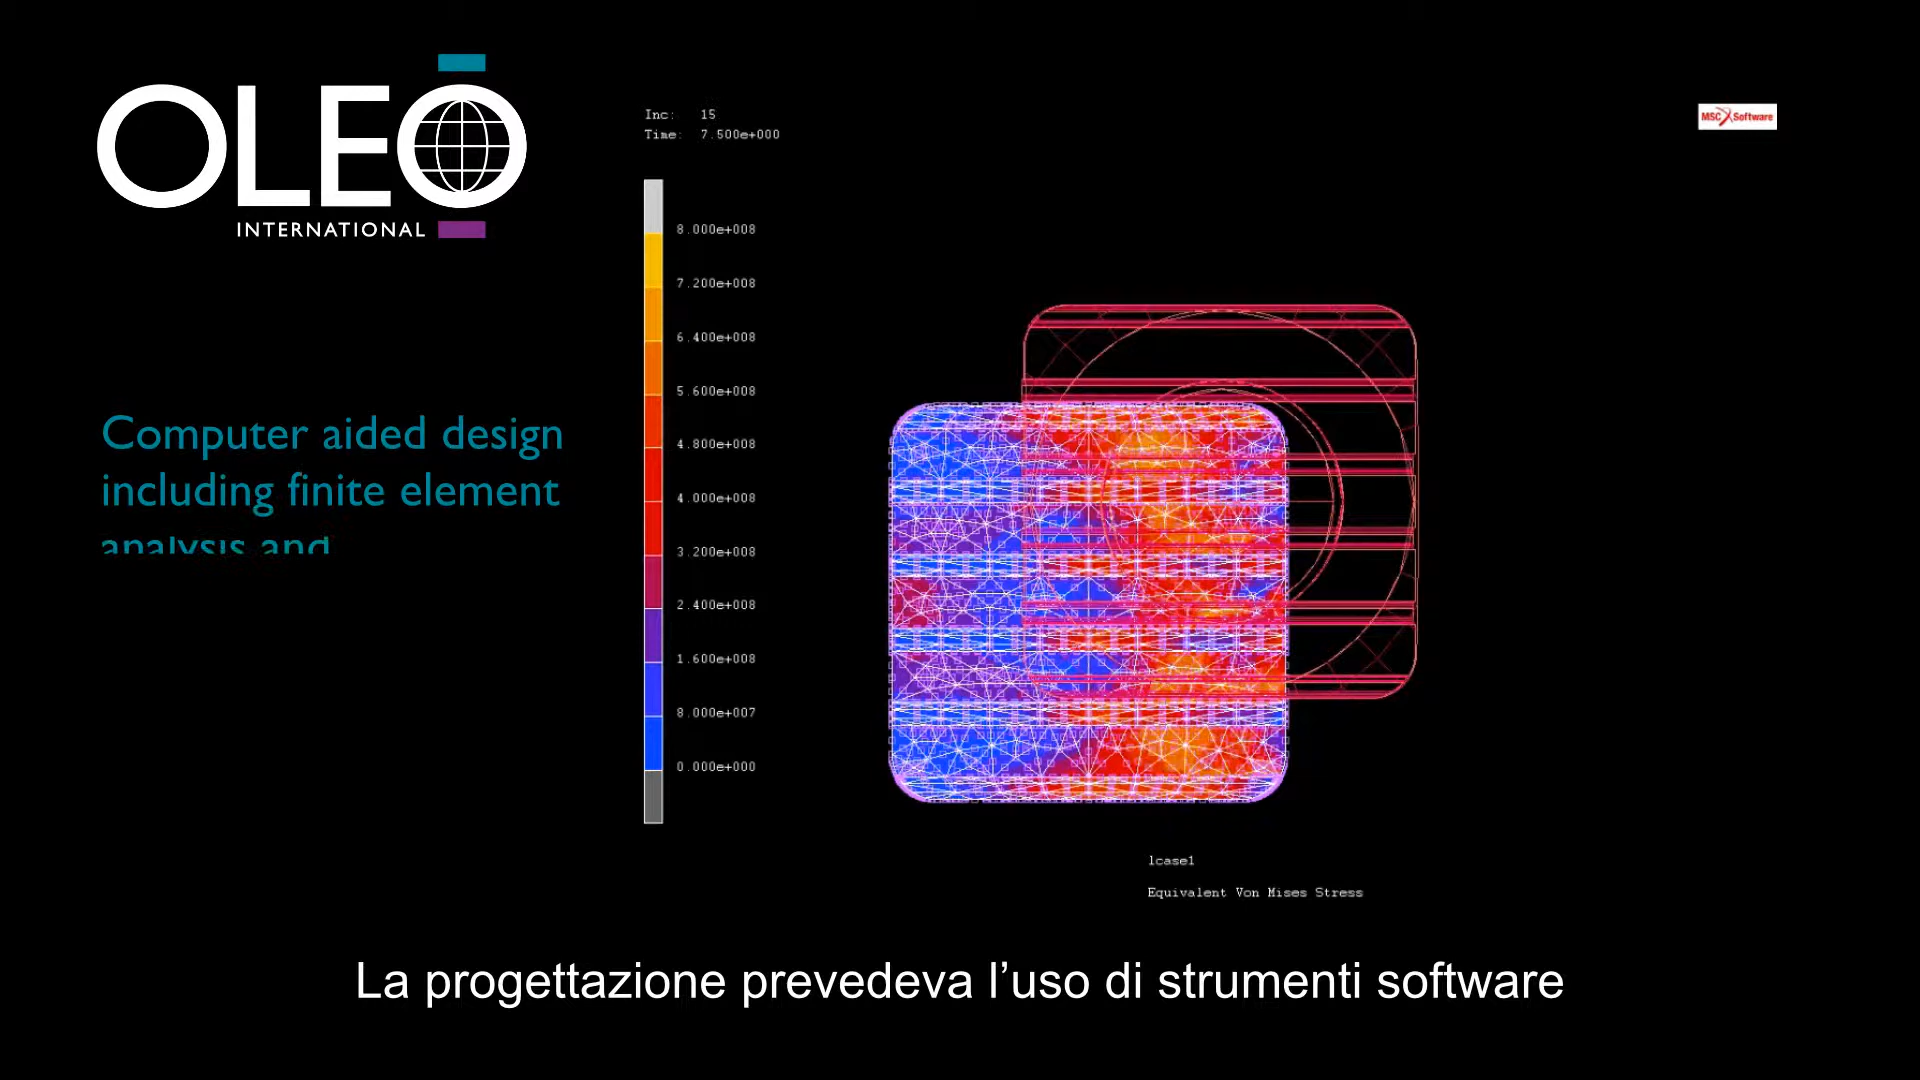 OLEO
INTERNATIONAL
Inc: 15
Time: 7.500e+000
MSC Software
8.000e+008
7.200e+008
6.400e+008
5.600e+008
4.800e+008
4.000e+008
3.200e+008
2.400e+008
1.600e+008
8.000e+007
0.000e+000
Computer aided design
including finite element
analysis and
lcase1
Equivalent Von Mises Stress
La progettazione prevedeva l’uso di strumenti software